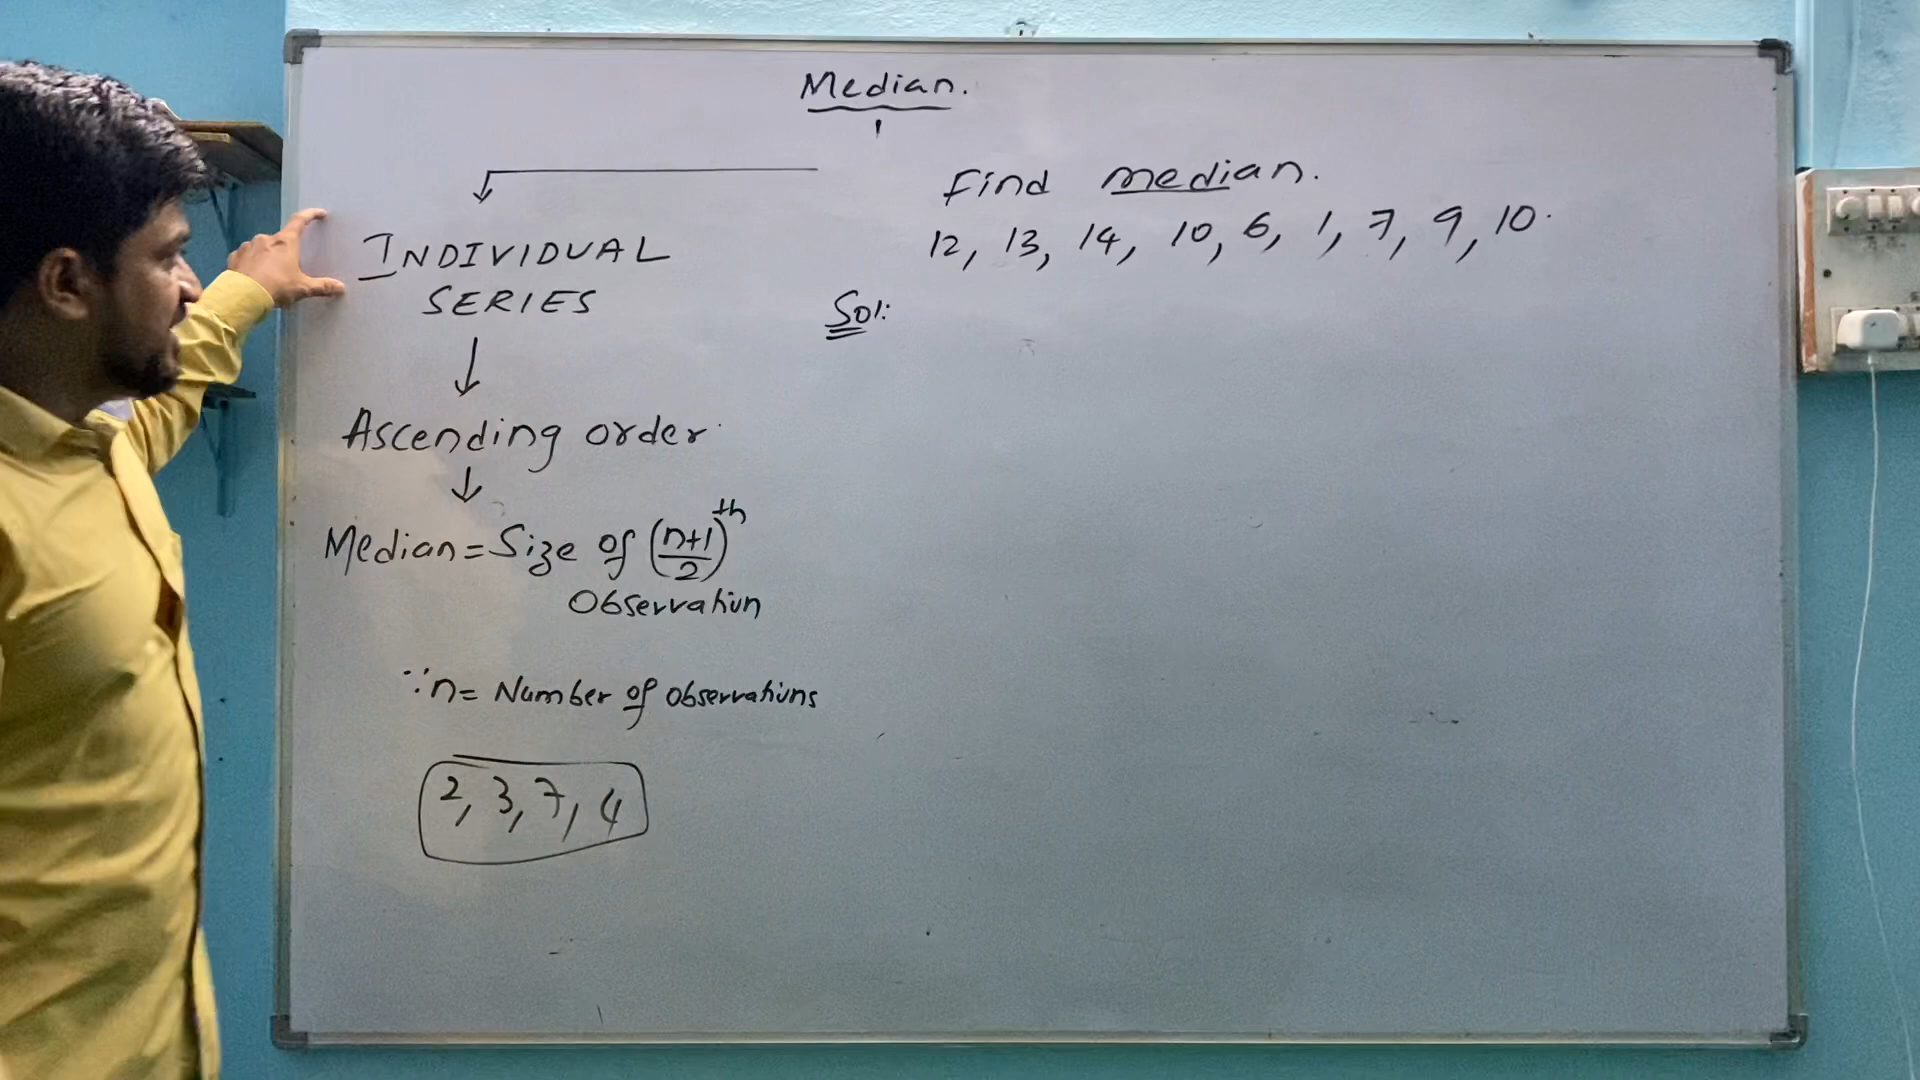 Median.
INDIVIDUAL
SERIES
Ascending order
Median = Size of (n+1/2)th
Observation
∵ n = Number of observations
2, 3, 7, 4
Find median.
12, 13, 14, 10, 6, 1, 7, 9, 10.
Sol: